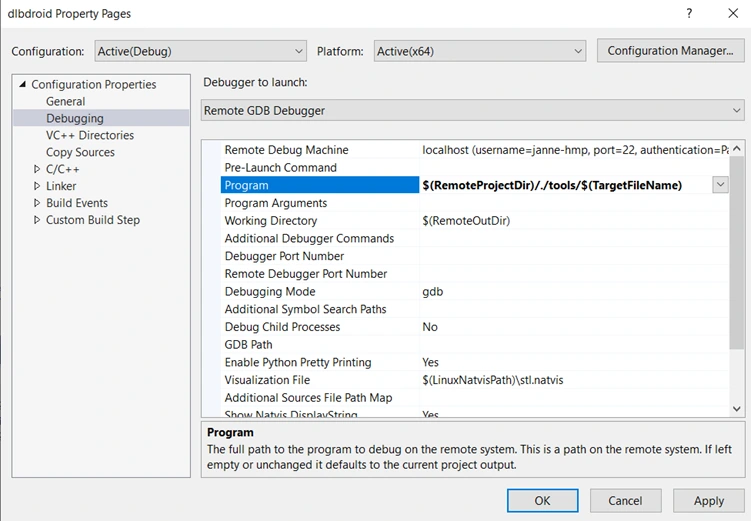 dlbdroid Property Pages
Configuration: Active(Debug) Platform: Active(x64) Configuration Manager...
Configuration Properties
General
Debugging
VC++ Directories
Copy Sources
C/C++
Linker
Build Events
Custom Build Step
Debugger to launch:
Remote GDB Debugger
Remote Debug Machine localhost (username=janne-hmp, port=22, authentication=Pa
Pre-Launch Command
Program $(RemoteProjectDir)/./tools/$(TargetFileName)
Program Arguments
Working Directory $(RemoteOutDir)
Additional Debugger Commands
Debugger Port Number
Remote Debugger Port Number
Debugging Mode gdb
Additional Symbol Search Paths
Debug Child Processes No
GDB Path
Enable Python Pretty Printing Yes
Visualization File $(LinuxNatvisPath)\stl.natvis
Additional Sources File Path Map
Show Natvis DisplayString Yes
Program
The full path to the program to debug on the remote system. This is a path on the remote system. If left
empty or unchanged it defaults to the current project output.
OK Cancel Apply